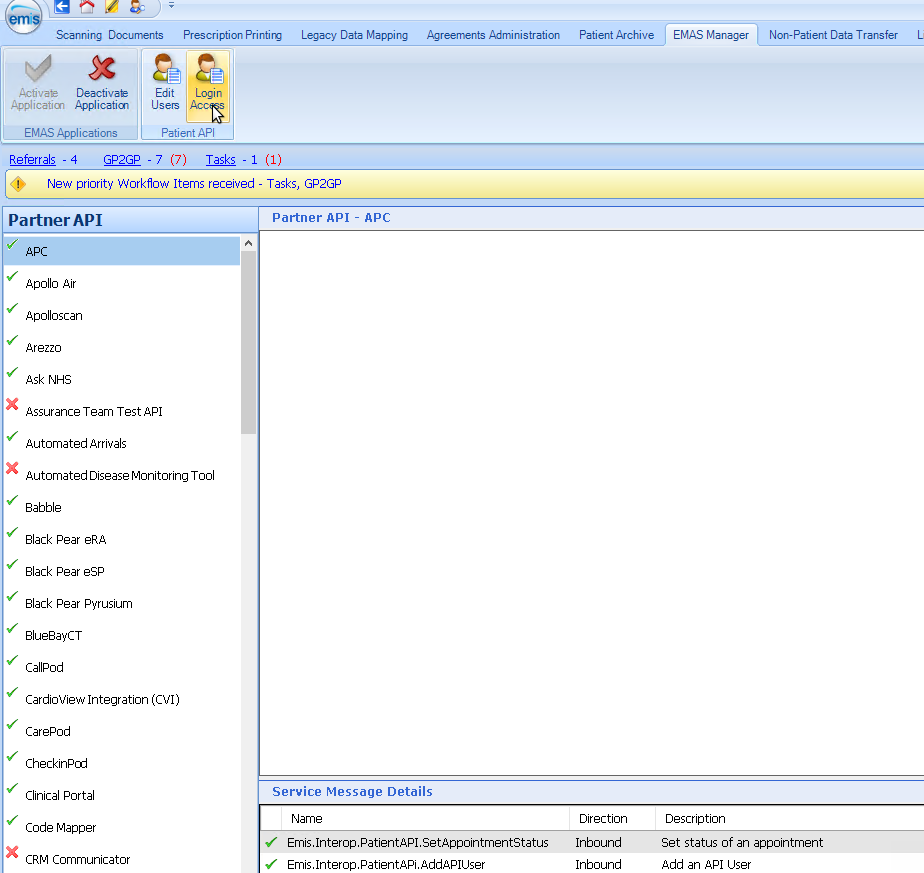 emis
Scanning Documents Prescription Printing Legacy Data Mapping Agreements Administration Patient Archive EMAS Manager Non-Patient Data Transfer L
Activate Application
Deactivate Application
Edit Users
Login Access
EMAS Applications Patient API
Referrals - 4 GP2GP - 7 (7) Tasks - 1 (1)
New priority Workflow Items received - Tasks, GP2GP
Partner API
APC
Apollo Air
Apolloscan
Arezzo
Ask NHS
Assurance Team Test API
Automated Arrivals
Automated Disease Monitoring Tool
Babble
Black Pear eRA
Black Pear eSP
Black Pear Pyrusium
BlueBayCT
CallPod
CardioView Integration (CVI)
CarePod
CheckinPod
Clinical Portal
Code Mapper
CRM Communicator
Partner API - APC
Service Message Details
Name Direction Description
Emis.Interop.PatientAPI.SetAppointmentStatus Inbound Set status of an appointment
Emis.Interop.PatientAPi.AddAPIUser Inbound Add an API User